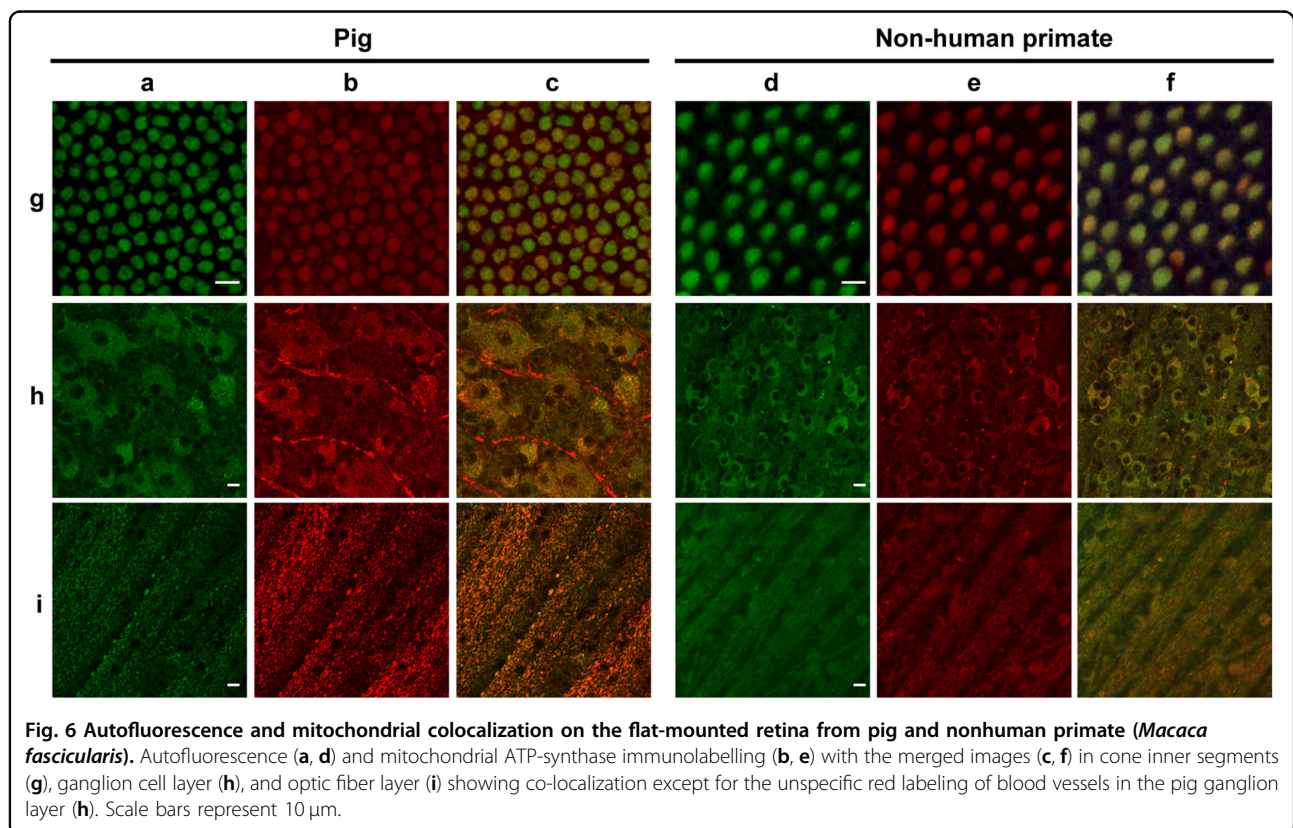 Pig Non-human primate
a b c d e f
g
h
i
Fig. 6 Autofluorescence and mitochondrial colocalization on the flat-mounted retina from pig and nonhuman primate (Macaca
fascicularis). Autofluorescence (a, d) and mitochondrial ATP-synthase immunolabelling (b, e) with the merged images (c, f) in cone inner segments
(g), ganglion cell layer (h), and optic fiber layer (i) showing co-localization except for the unspecific red labeling of blood vessels in the pig ganglion
layer (h). Scale bars represent 10 μm.